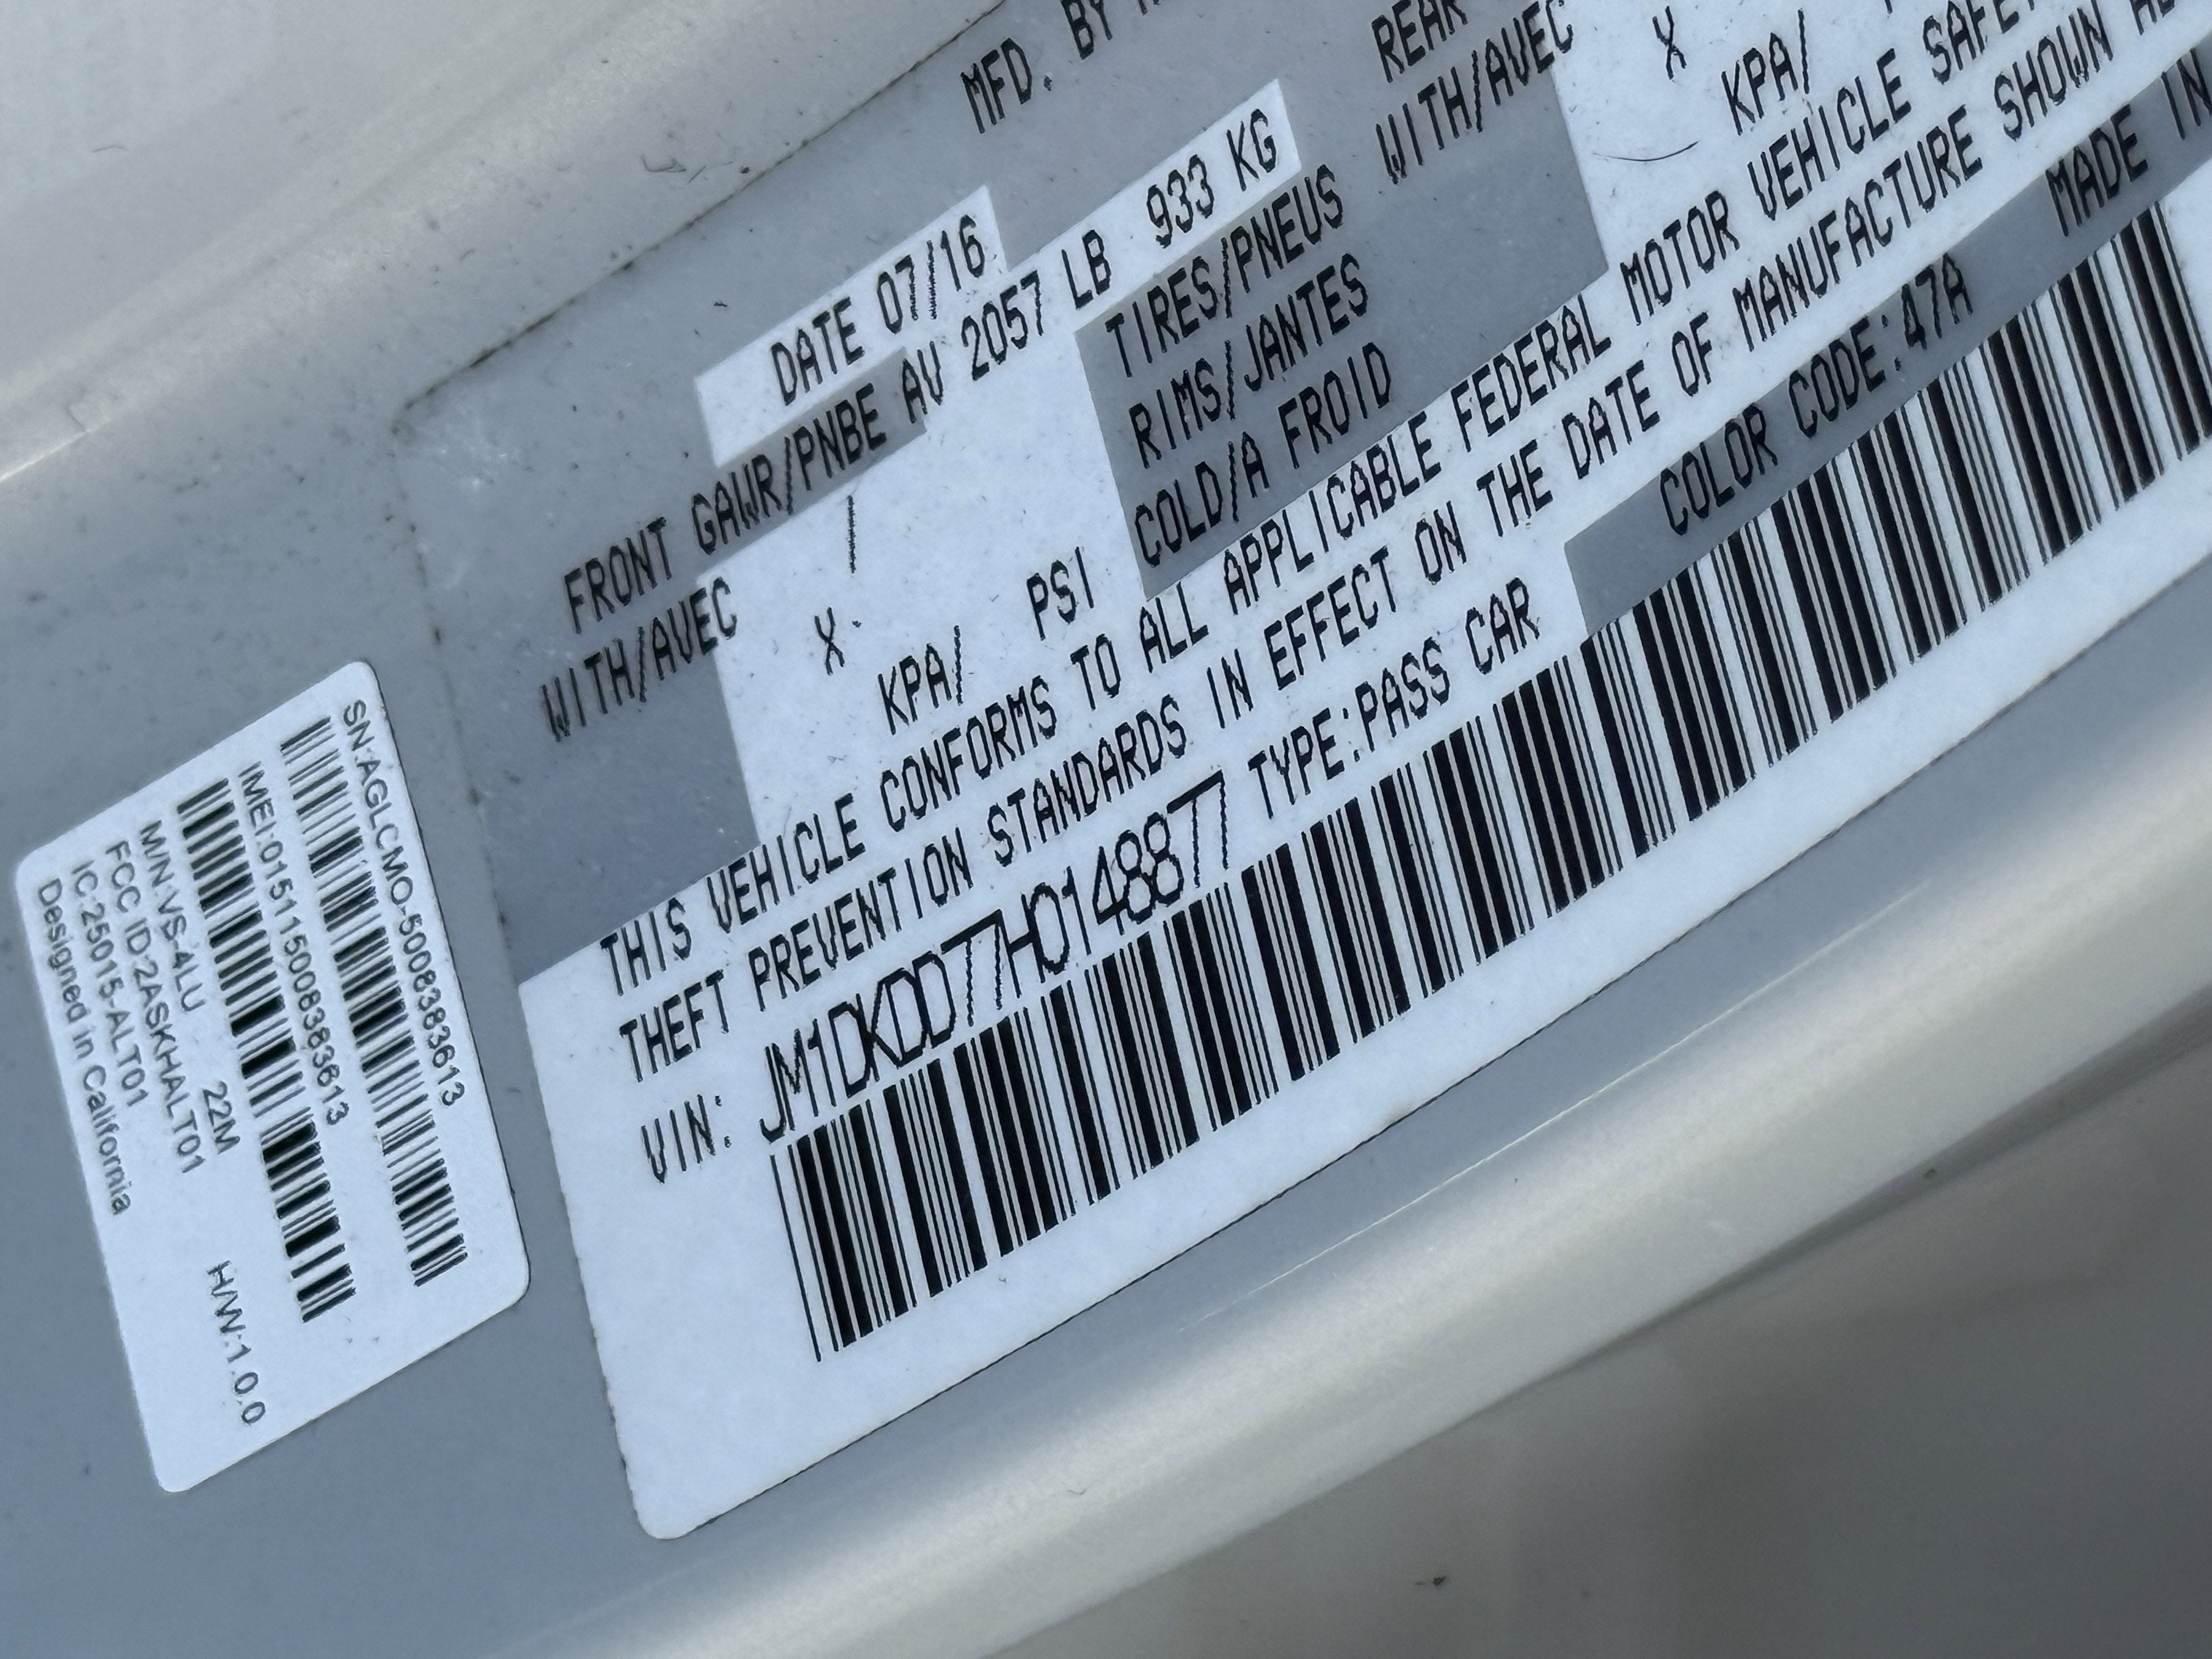 MFD. BY
DATE 07/16
FRONT GAWR/PNBE AV 2057 LB 933 KG
REAR
WITH/AVEC / TIRES/PNEUS WITH/AVEC
X RIMS/JANTES X
KPA/ PSI COLD/A FROID KPA/
THIS VEHICLE CONFORMS TO ALL APPLICABLE FEDERAL MOTOR VEHICLE
THEFT PREVENTION STANDARDS IN EFFECT ON THE DATE OF MANUFACTURE SHOWN
VIN: JM1DKDD77H0148877 TYPE:PASS CAR
COLOR CODE:47A
MADE IN
SN:AGLCMO-5008383613
IMEI:015115008383613
M/N:VS-4LU 22M H/W:1.0.0
FCC ID:2ASKHALT01
IC:25015-ALT01
Designed in California